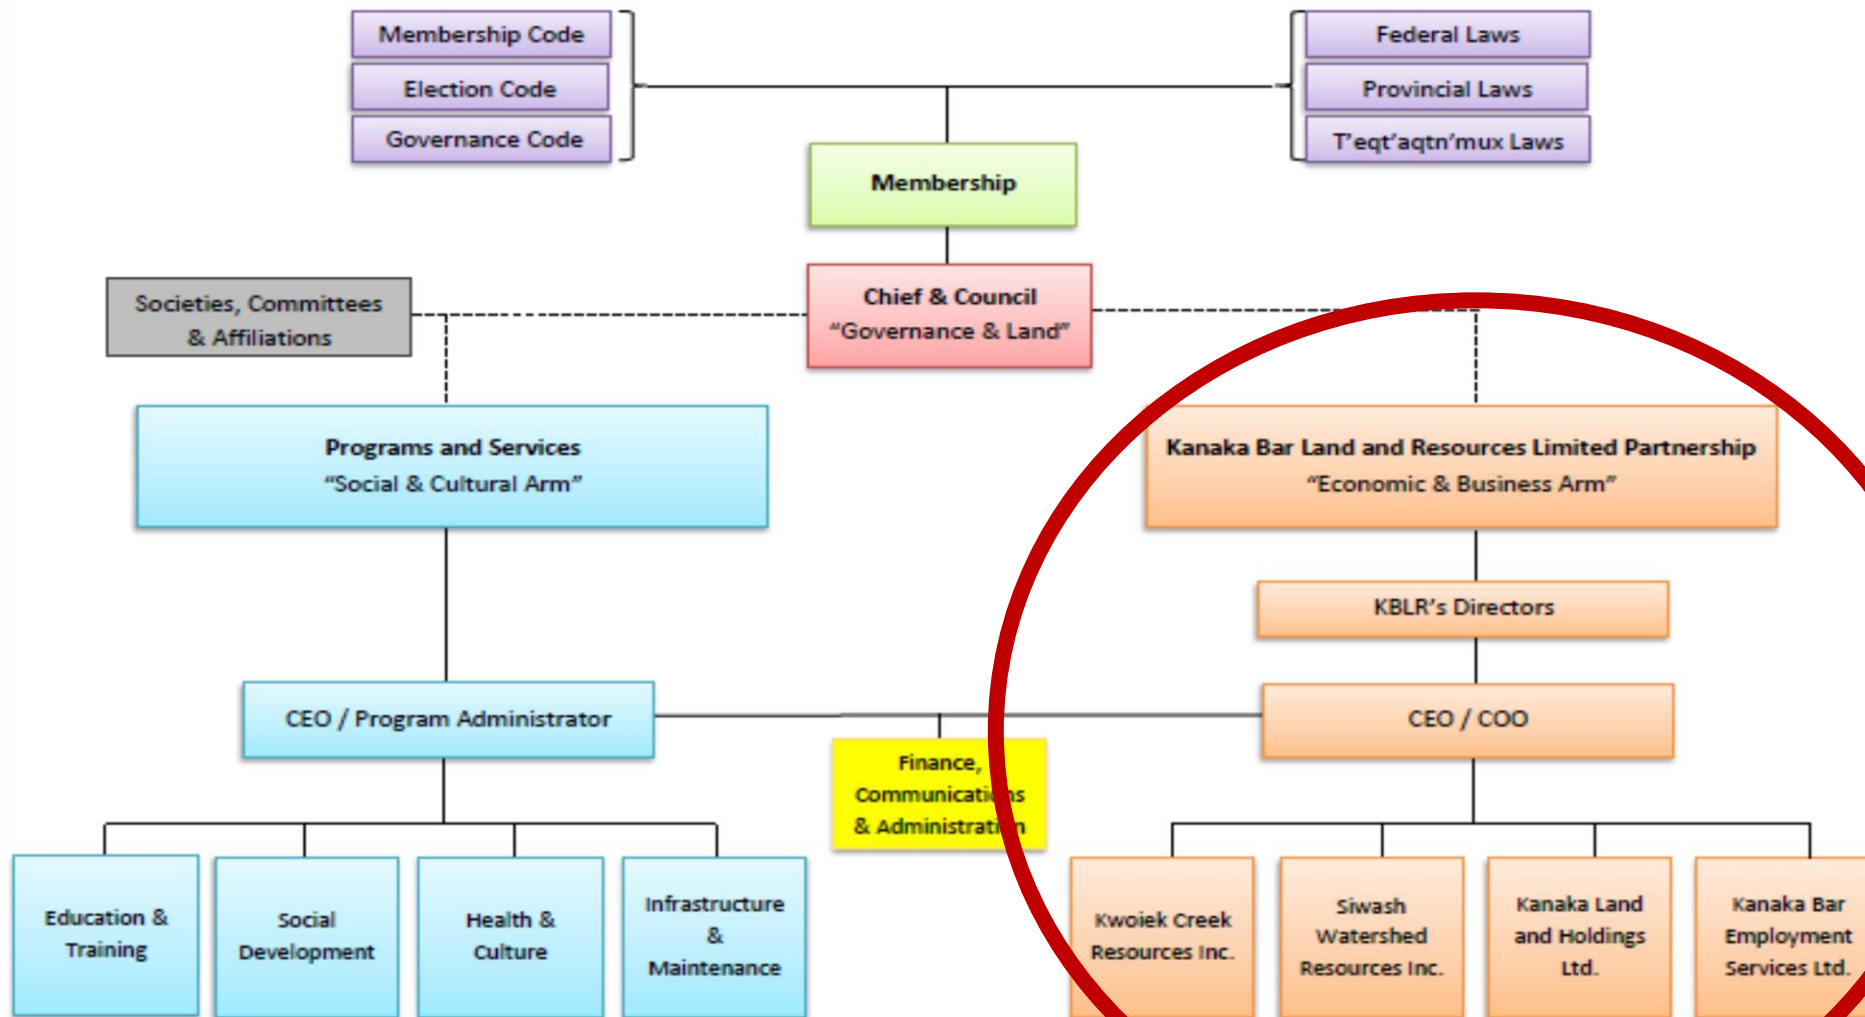 Membership Code
Election Code
Governance Code
Federal Laws
Provincial Laws
T'eqt'aqtn'mux Laws
Membership
Chief & Council
“Governance & Land”
Societies, Committees
& Affiliations
Programs and Services
“Social & Cultural Arm”
Kanaka Bar Land and Resources Limited Partnership
“Economic & Business Arm”
KBLR's Directors
CEO / Program Administrator
CEO / COO
Finance,
Communications
& Administration
Education &
Training
Social
Development
Health &
Culture
Infrastructure
&
Maintenance
Kwoiek Creek
Resources Inc.
Siwash
Watershed
Resources Inc.
Kanaka Land
and Holdings
Ltd.
Kanaka Bar
Employment
Services Ltd.